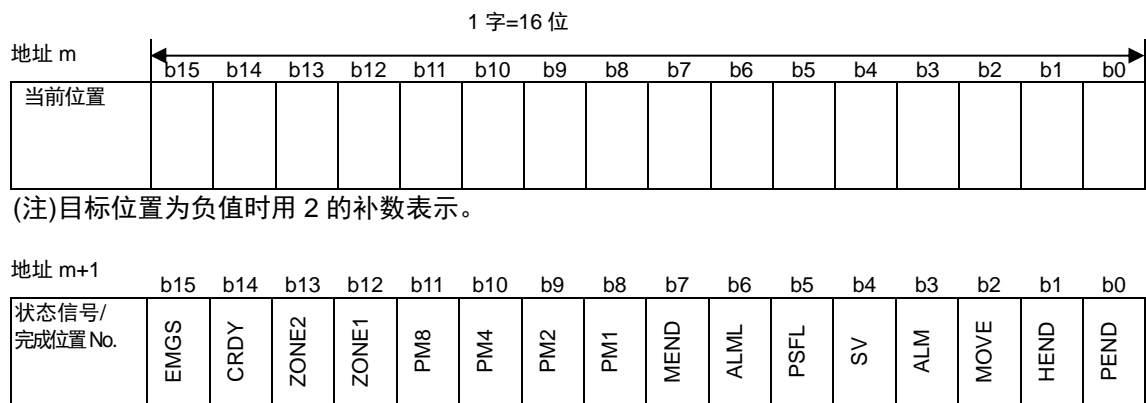 1 字=16 位
地址 m
b15 b14 b13 b12 b11 b10 b9 b8 b7 b6 b5 b4 b3 b2 b1 b0
当前位置
(注)目标位置为负值时用 2 的补数表示。
地址 m+1
b15 b14 b13 b12 b11 b10 b9 b8 b7 b6 b5 b4 b3 b2 b1 b0
状态信号/
完成位置 No.
EMGS CRDY ZONE2 ZONE1 PM8 PM4 PM2 PM1 MEND ALML PSFL SV ALM MOVE HEND PEND